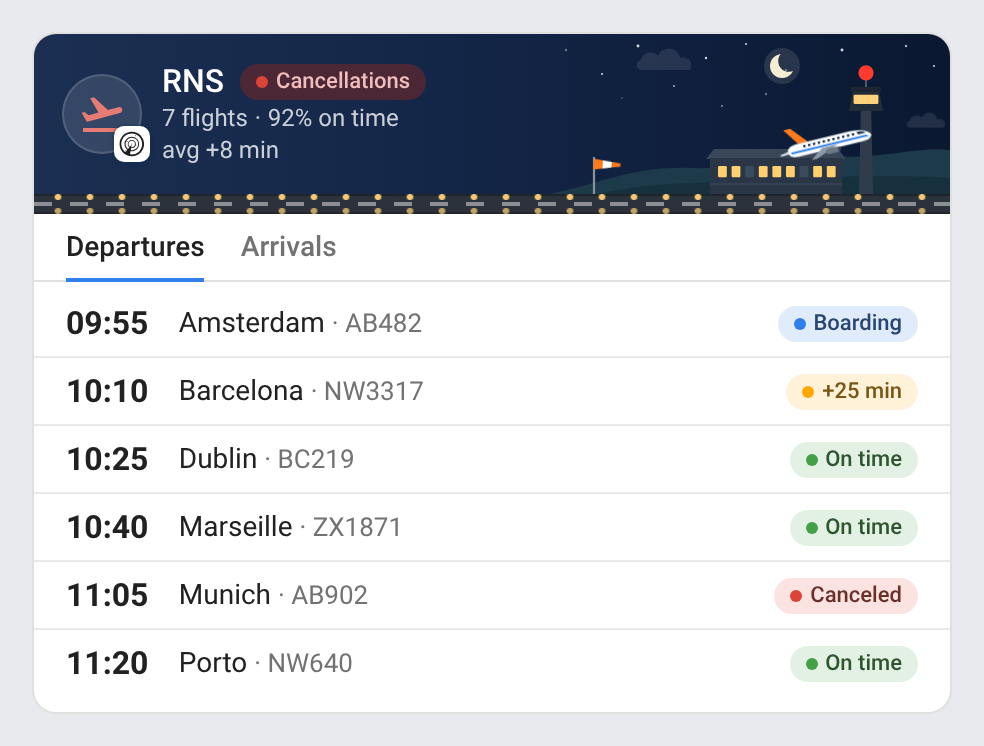 RNS Cancellations
7 flights · 92% on time
avg +8 min
Departures Arrivals
09:55 Amsterdam · AB482 Boarding
10:10 Barcelona · NW3317 +25 min
10:25 Dublin · BC219 On time
10:40 Marseille · ZX1871 On time
11:05 Munich · AB902 Canceled
11:20 Porto · NW640 On time